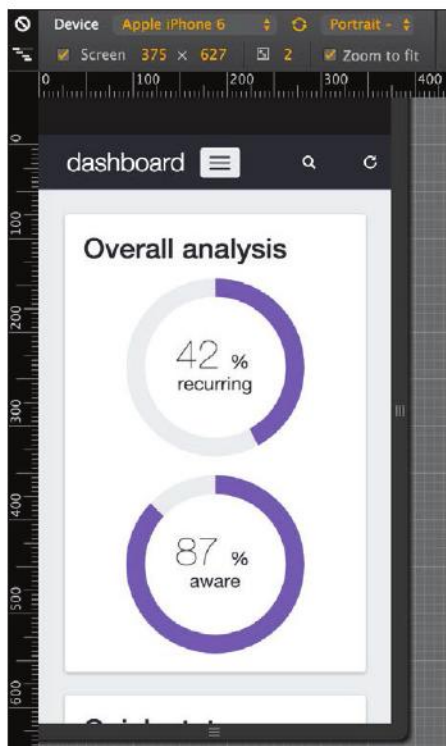 Device Apple iPhone 6 Portrait -
Screen 375 × 627 2 Zoom to fit
0 100 200 300 400
0
100
200
300
400
500
600
dashboard
Overall analysis
42 %
recurring
87 %
aware